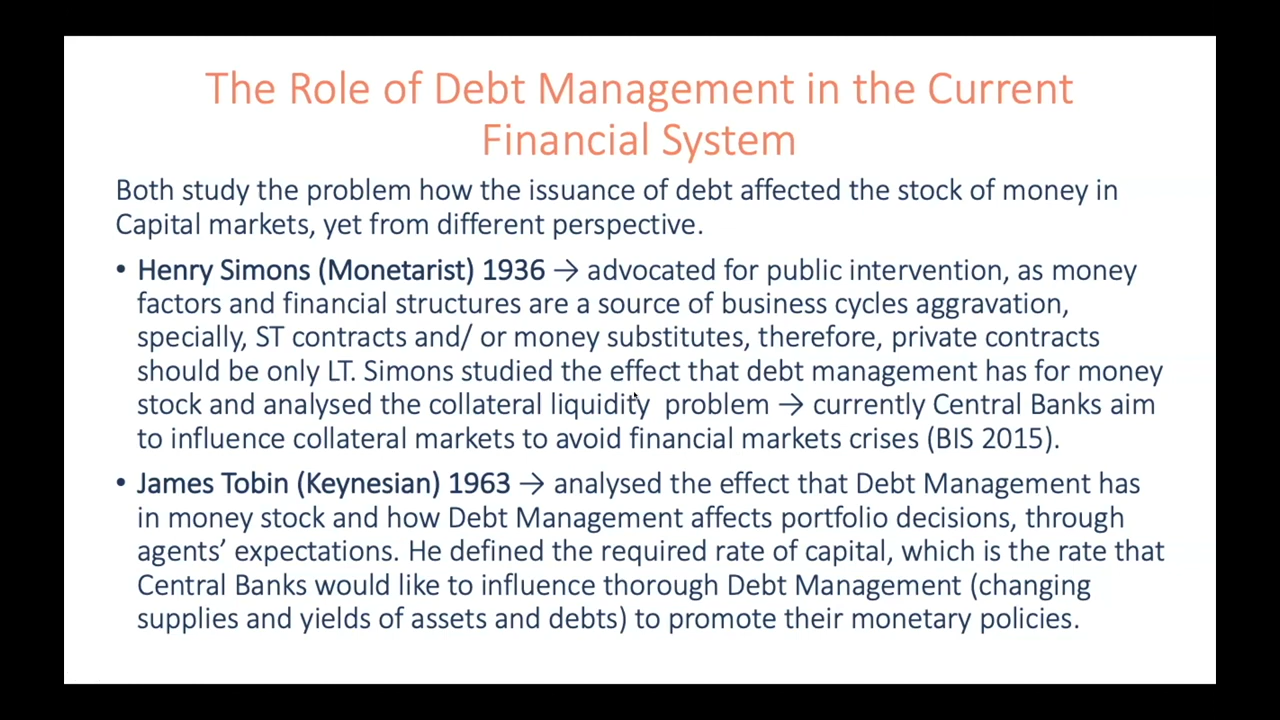 The Role of Debt Management in the Current
Financial System
Both study the problem how the issuance of debt affected the stock of money in
Capital markets, yet from different perspective.
• Henry Simons (Monetarist) 1936 → advocated for public intervention, as money
factors and financial structures are a source of business cycles aggravation,
specially, ST contracts and/ or money substitutes, therefore, private contracts
should be only LT. Simons studied the effect that debt management has for money
stock and analysed the collateral liquidity problem → currently Central Banks aim
to influence collateral markets to avoid financial markets crises (BIS 2015).
• James Tobin (Keynesian) 1963 → analysed the effect that Debt Management has
in money stock and how Debt Management affects portfolio decisions, through
agents’ expectations. He defined the required rate of capital, which is the rate that
Central Banks would like to influence thorough Debt Management (changing
supplies and yields of assets and debts) to promote their monetary policies.